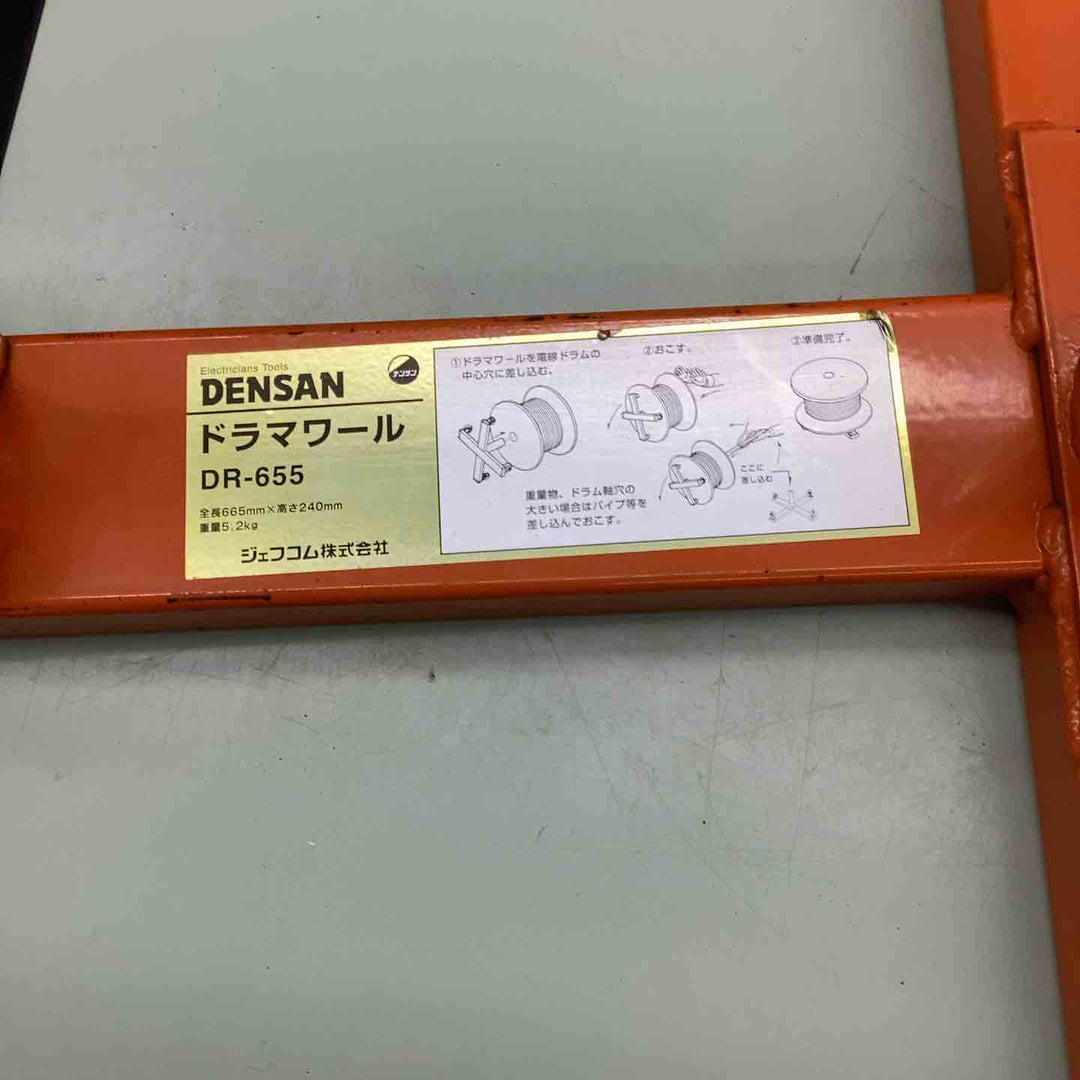 Electricians Tools
DENSAN
デンサン
ドラマワール
DR-655
全長665mm×高さ240mm
重量5.2kg
ジェフコム株式会社
①ドラマワールを電線ドラムの
中心穴に差し込む。
②おこす。
③準備完了。
重量物、ドラム軸穴の
大きい場合はパイプ等を
差し込んでおこす。
ここに
差し込む